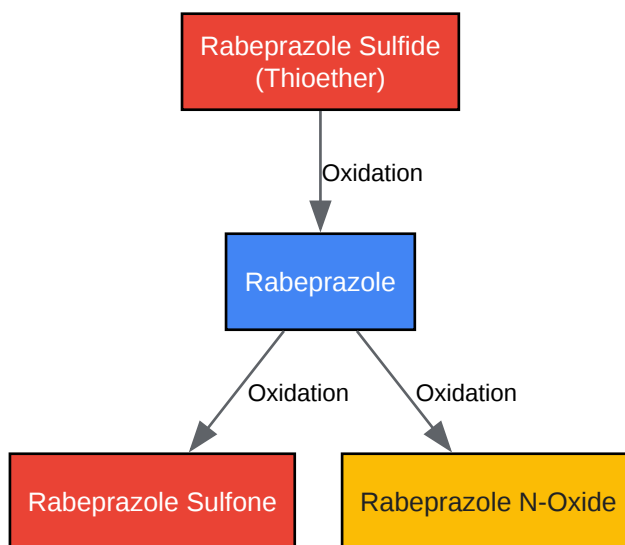 Rabeprazole Sulfide
(Thioether)
Oxidation
Rabeprazole
Oxidation
Oxidation
Rabeprazole Sulfone
Rabeprazole N-Oxide